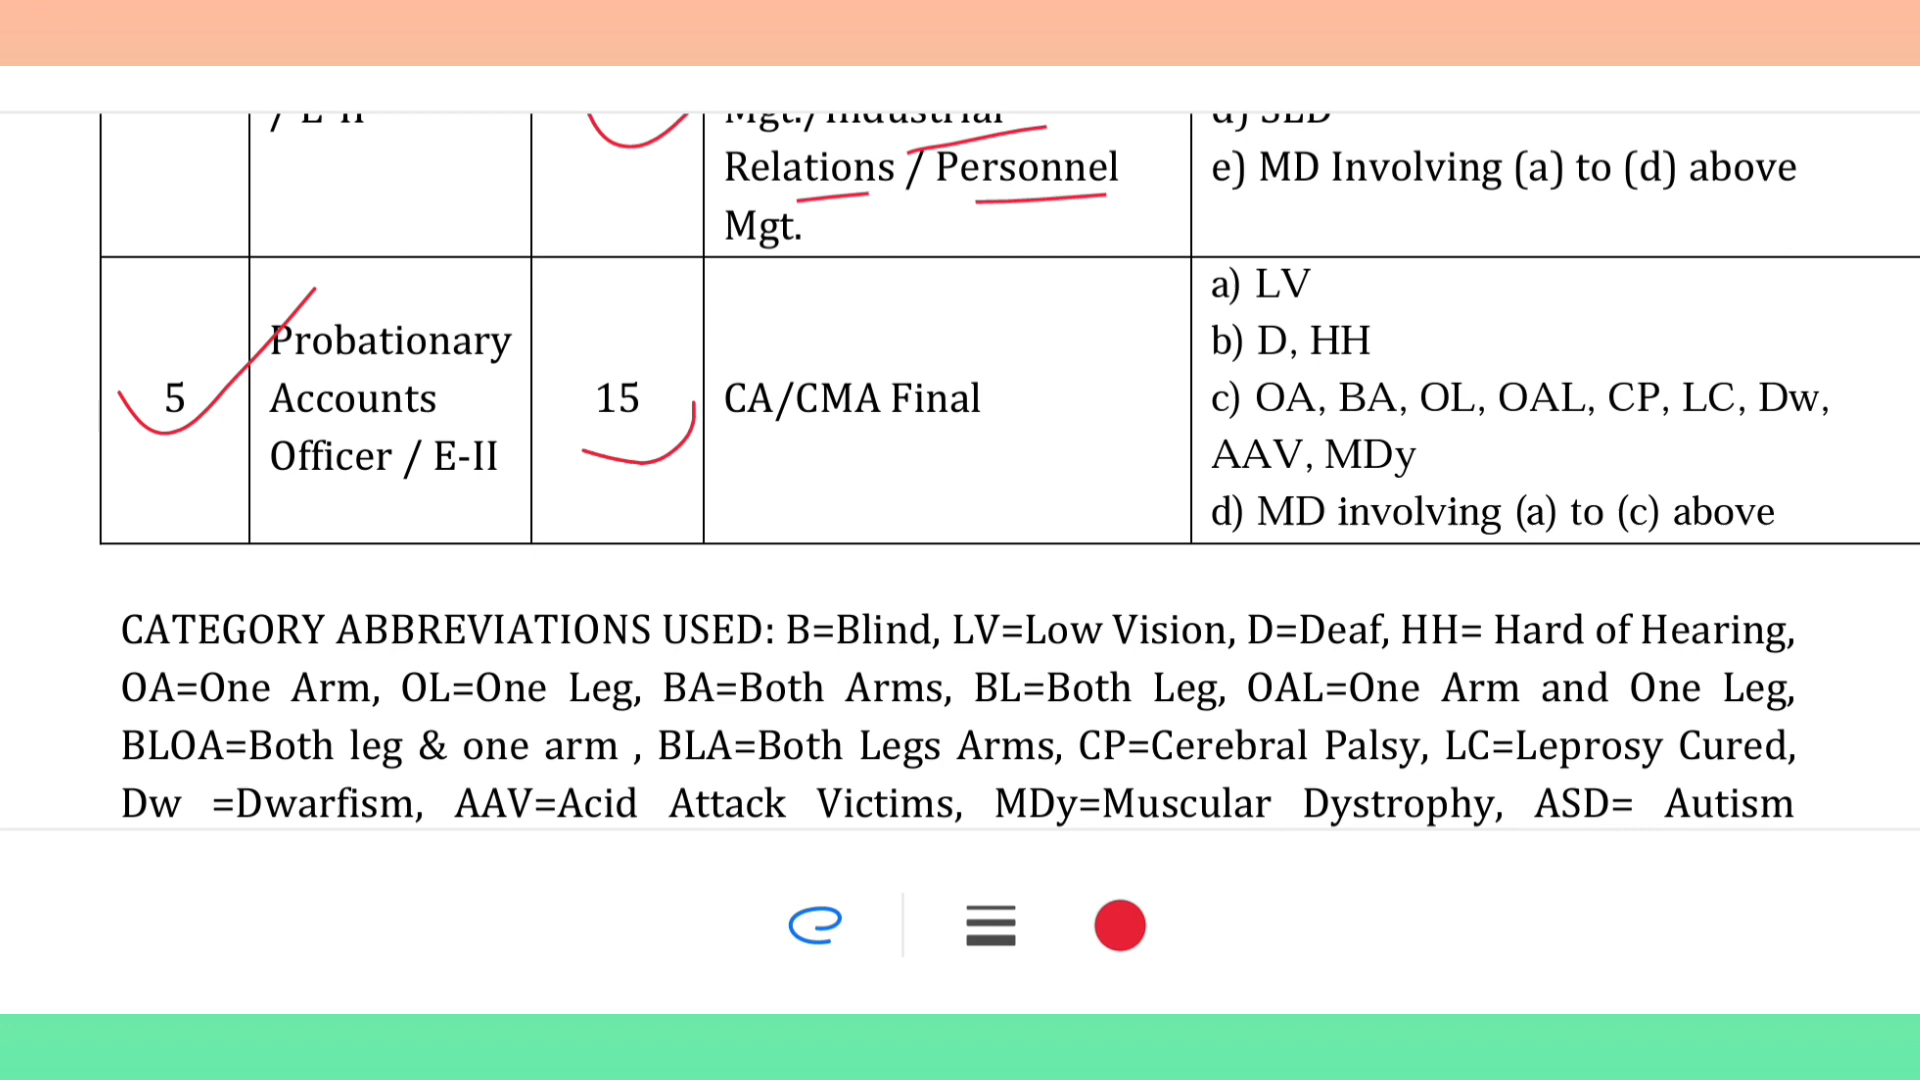 / E-II
Mgt./Industrial
Relations / Personnel
Mgt.
d) SLD
e) MD Involving (a) to (d) above
5
Probationary
Accounts
Officer / E-II
15
CA/CMA Final
a) LV
b) D, HH
c) OA, BA, OL, OAL, CP, LC, Dw,
AAV, MDy
d) MD involving (a) to (c) above
CATEGORY ABBREVIATIONS USED: B=Blind, LV=Low Vision, D=Deaf, HH= Hard of Hearing,
OA=One Arm, OL=One Leg, BA=Both Arms, BL=Both Leg, OAL=One Arm and One Leg,
BLOA=Both leg & one arm , BLA=Both Legs Arms, CP=Cerebral Palsy, LC=Leprosy Cured,
Dw =Dwarfism, AAV=Acid Attack Victims, MDy=Muscular Dystrophy, ASD= Autism